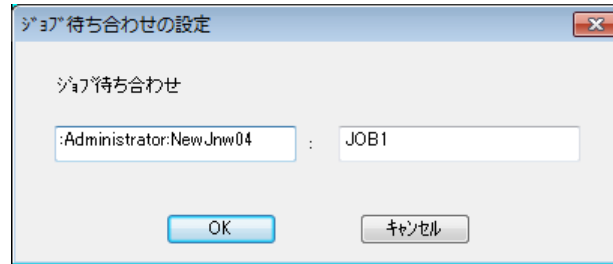 ｼﾞｮﾌﾞ待ち合わせの設定
ｼﾞｮﾌﾞ待ち合わせ
:Administrator:NewJnw04 : JOB1
OK ｷｬﾝｾﾙ